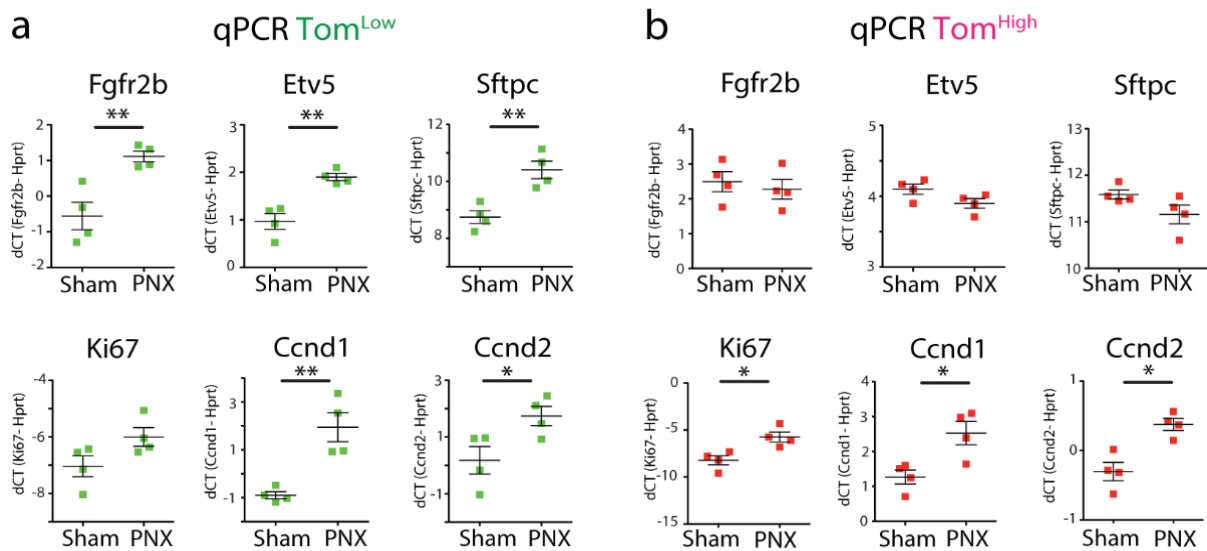 a
qPCR Tom^Low
Fgfr2b
**
dCT (Fgfr2b- Hprt)
2
1
0
-1
-2
Sham PNX
Etv5
**
dCT (Etv5- Hprt)
3
2
1
0
Sham PNX
Sftpc
**
dCT (Sftpc- Hprt)
12
10
8
Sham PNX
Ki67
dCT (Ki67- Hprt)
-4
-6
-8
Sham PNX
Ccnd1
**
dCT (Ccnd1- Hprt)
3
1
-1
Sham PNX
Ccnd2
*
dCT (Ccnd2- Hprt)
3
1
-1
Sham PNX
b
qPCR Tom^High
Fgfr2b
dCT (Fgfr2b- Hprt)
4
3
2
1
0
Sham PNX
Etv5
dCT (Etv5- Hprt)
5
4
3
Sham PNX
Sftpc
dCT (Sftpc- Hprt)
13
12
11
10
Sham PNX
Ki67
*
dCT (Ki67- Hprt)
0
-5
-10
-15
Sham PNX
Ccnd1
*
dCT (Ccnd1- Hprt)
4
3
2
1
0
Sham PNX
Ccnd2
*
dCT (Ccnd2- Hprt)
1
0
-1
Sham PNX